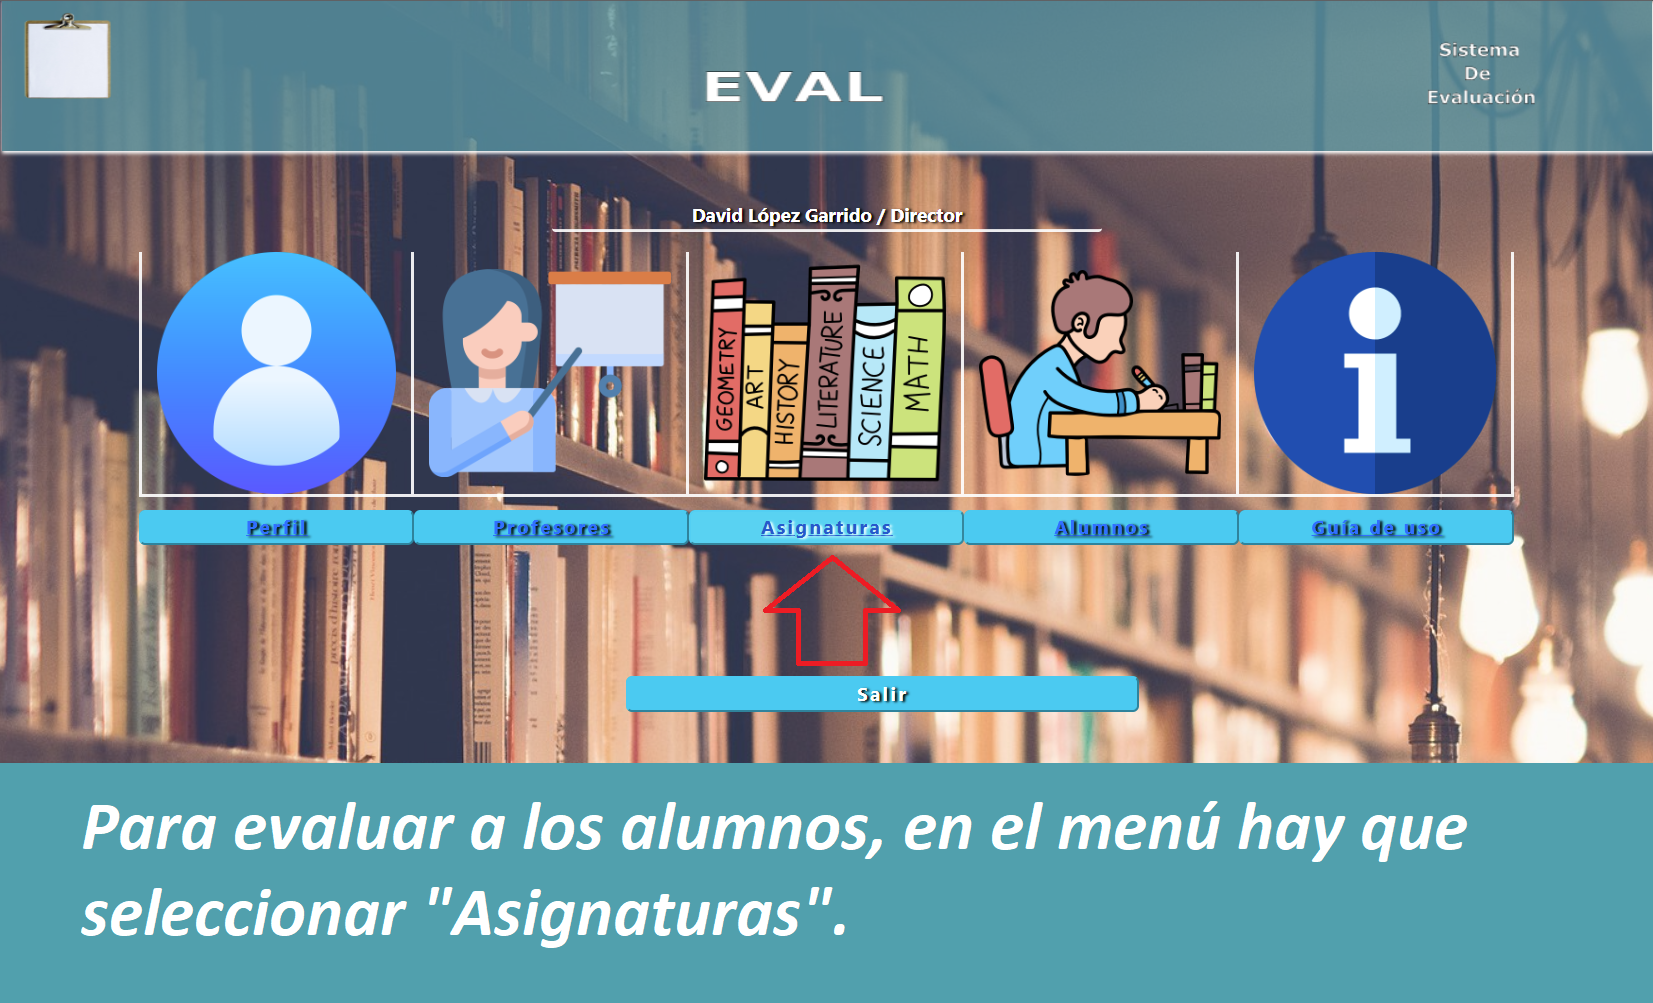 EVAL
Sistema
De
Evaluación
David López Garrido / Director
GEOMETRY
ART
HISTORY
LITERATURE
SCIENCE
MATH
Perfil
Profesores
Asignaturas
Alumnos
Guía de uso
Salir
Para evaluar a los alumnos, en el menú hay que
seleccionar "Asignaturas".